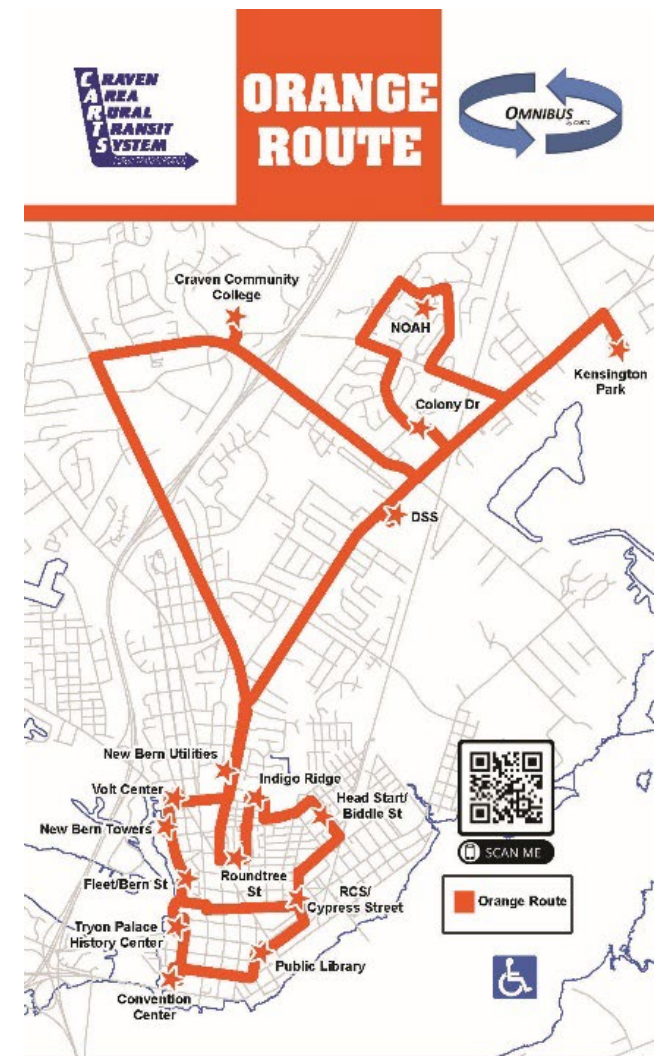 CRAVEN
AREA
RURAL
TRANSIT
SYSTEM
ORANGE
ROUTE
OMNIBUS
by CARTS
Craven Community
College
NOAH
Kensington
Park
Colony Dr
DSS
New Bern Utilities
Indigo Ridge
Volt Center
Head Start/
Biddle St
New Bern Towers
Fleet/Bern St
Roundtree
St
RCS/
Cypress Street
Tryon Palace
History Center
Public Library
Convention
Center
SCAN ME
Orange Route